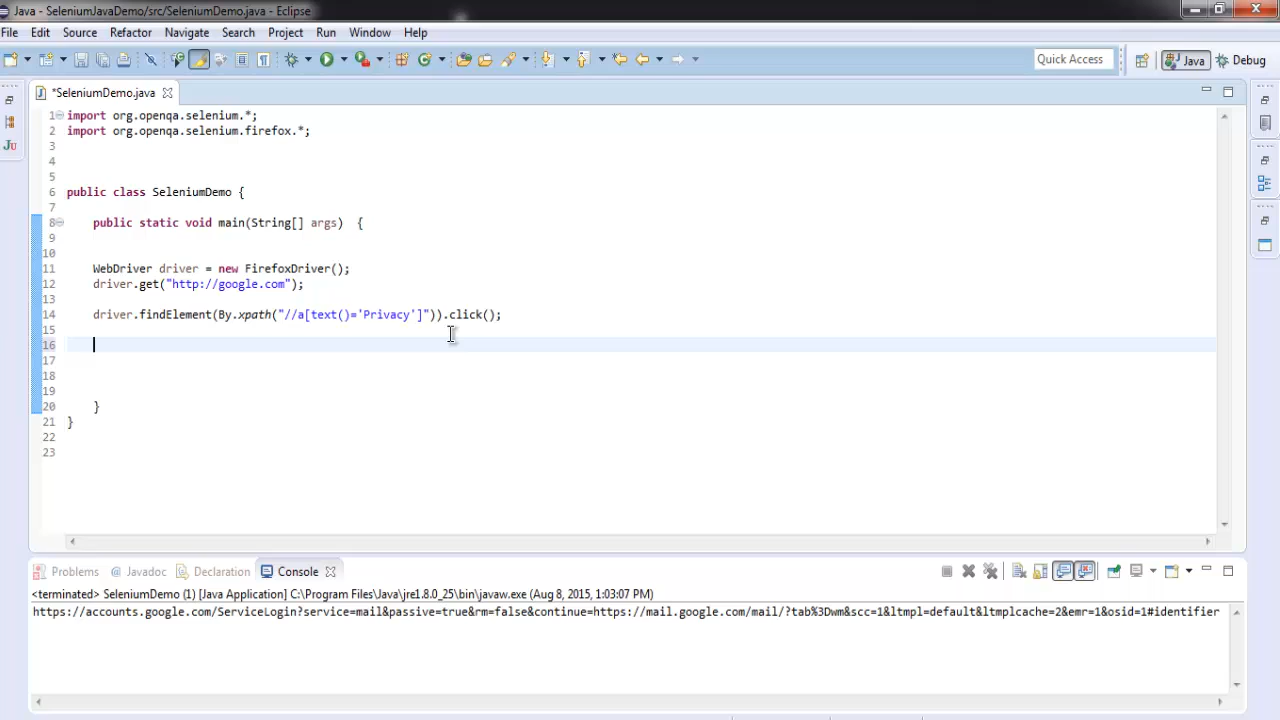 Java - SeleniumJavaDemo/src/SeleniumDemo.java - Eclipse
File Edit Source Refactor Navigate Search Project Run Window Help
Quick Access Java Debug
*SeleniumDemo.java
1 import org.openqa.selenium.*;
2 import org.openqa.selenium.firefox.*;
3
4
5
6 public class SeleniumDemo {
7
8 public static void main(String[] args) {
9
10
11 WebDriver driver = new FirefoxDriver();
12 driver.get("http://google.com");
13
14 driver.findElement(By.xpath("//a[text()='Privacy']")).click();
15
16
17
18
19
20 }
21 }
22
23
Problems @ Javadoc Declaration Console
<terminated> SeleniumDemo (1) [Java Application] C:\Program Files\Java\jre1.8.0_25\bin\javaw.exe (Aug 8, 2015, 1:03:07 PM)
https://accounts.google.com/ServiceLogin?service=mail&passive=true&rm=false&continue=https://mail.google.com/mail/?tab%3Dwm&scc=1&ltmpl=default&ltmplcache=2&emr=1&osid=1#identifier